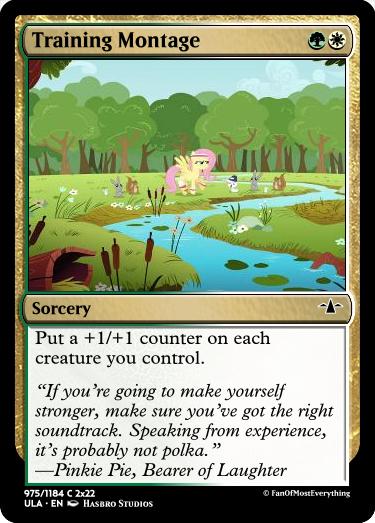 Training Montage
Sorcery
Put a +1/+1 counter on each
creature you control.
“If you’re going to make yourself
stronger, make sure you’ve got the right
soundtrack. Speaking from experience,
it’s probably not polka.”
—Pinkie Pie, Bearer of Laughter
975/1184 C 2x22
ULA • EN Hasbro Studios
© FanOfMostEverything